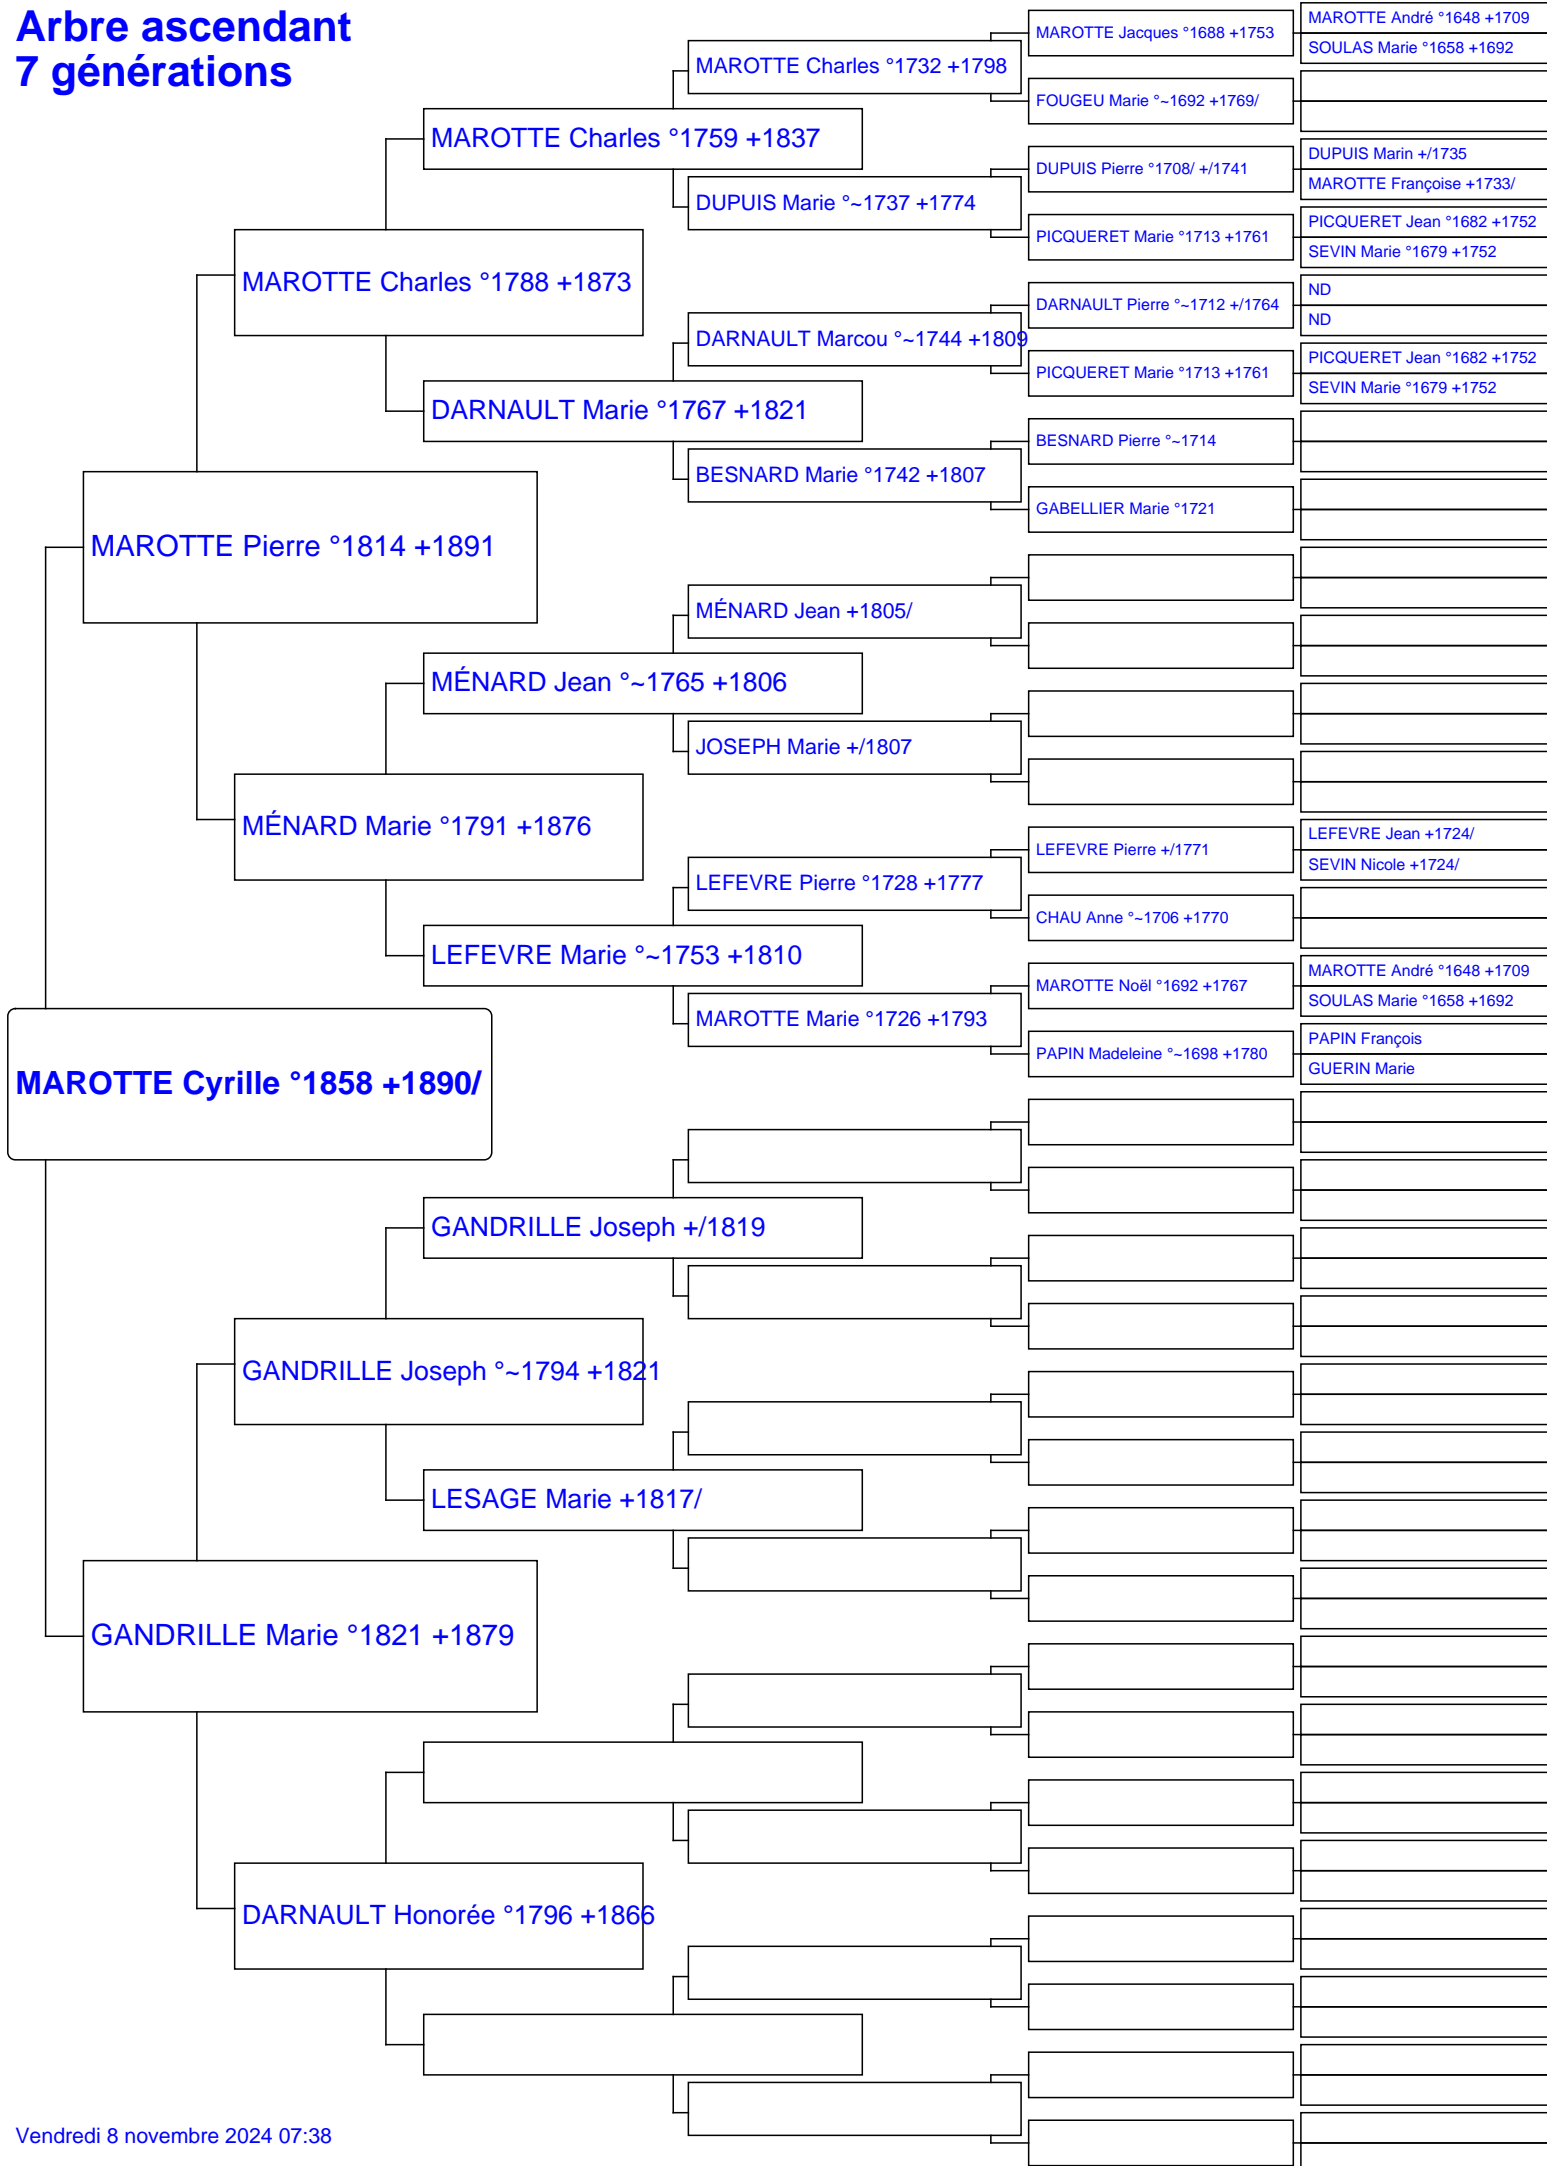 Arbre ascendant
7 générations
MAROTTE Cyrille °1858 +1890/
MAROTTE Pierre °1814 +1891
GANDRILLE Marie °1821 +1879
MAROTTE Charles °1788 +1873
MÉNARD Marie °1791 +1876
GANDRILLE Joseph °~1794 +1821
DARNAULT Honorée °1796 +1866
MAROTTE Charles °1759 +1837
DARNAULT Marie °1767 +1821
MÉNARD Jean °~1765 +1806
LEFEVRE Marie °~1753 +1810
GANDRILLE Joseph +/1819
LESAGE Marie +1817/
MAROTTE Charles °1732 +1798
DUPUIS Marie °~1737 +1774
DARNAULT Marcou °~1744 +1809
BESNARD Marie °1742 +1807
MÉNARD Jean +1805/
JOSEPH Marie +/1807
LEFEVRE Pierre °1728 +1777
MAROTTE Marie °1726 +1793
MAROTTE Jacques °1688 +1753
FOUGEU Marie °~1692 +1769/
DUPUIS Pierre °1708/ +/1741
PICQUERET Marie °1713 +1761
DARNAULT Pierre °~1712 +/1764
PICQUERET Marie °1713 +1761
BESNARD Pierre °~1714
GABELLIER Marie °1721
LEFEVRE Pierre +/1771
CHAU Anne °~1706 +1770
MAROTTE Noël °1692 +1767
PAPIN Madeleine °~1698 +1780
MAROTTE André °1648 +1709
SOULAS Marie °1658 +1692
DUPUIS Marin +/1735
MAROTTE Françoise +1733/
PICQUERET Jean °1682 +1752
SEVIN Marie °1679 +1752
ND
ND
PICQUERET Jean °1682 +1752
SEVIN Marie °1679 +1752
LEFEVRE Jean +1724/
SEVIN Nicole +1724/
MAROTTE André °1648 +1709
SOULAS Marie °1658 +1692
PAPIN François
GUERIN Marie
Vendredi 8 novembre 2024 07:38